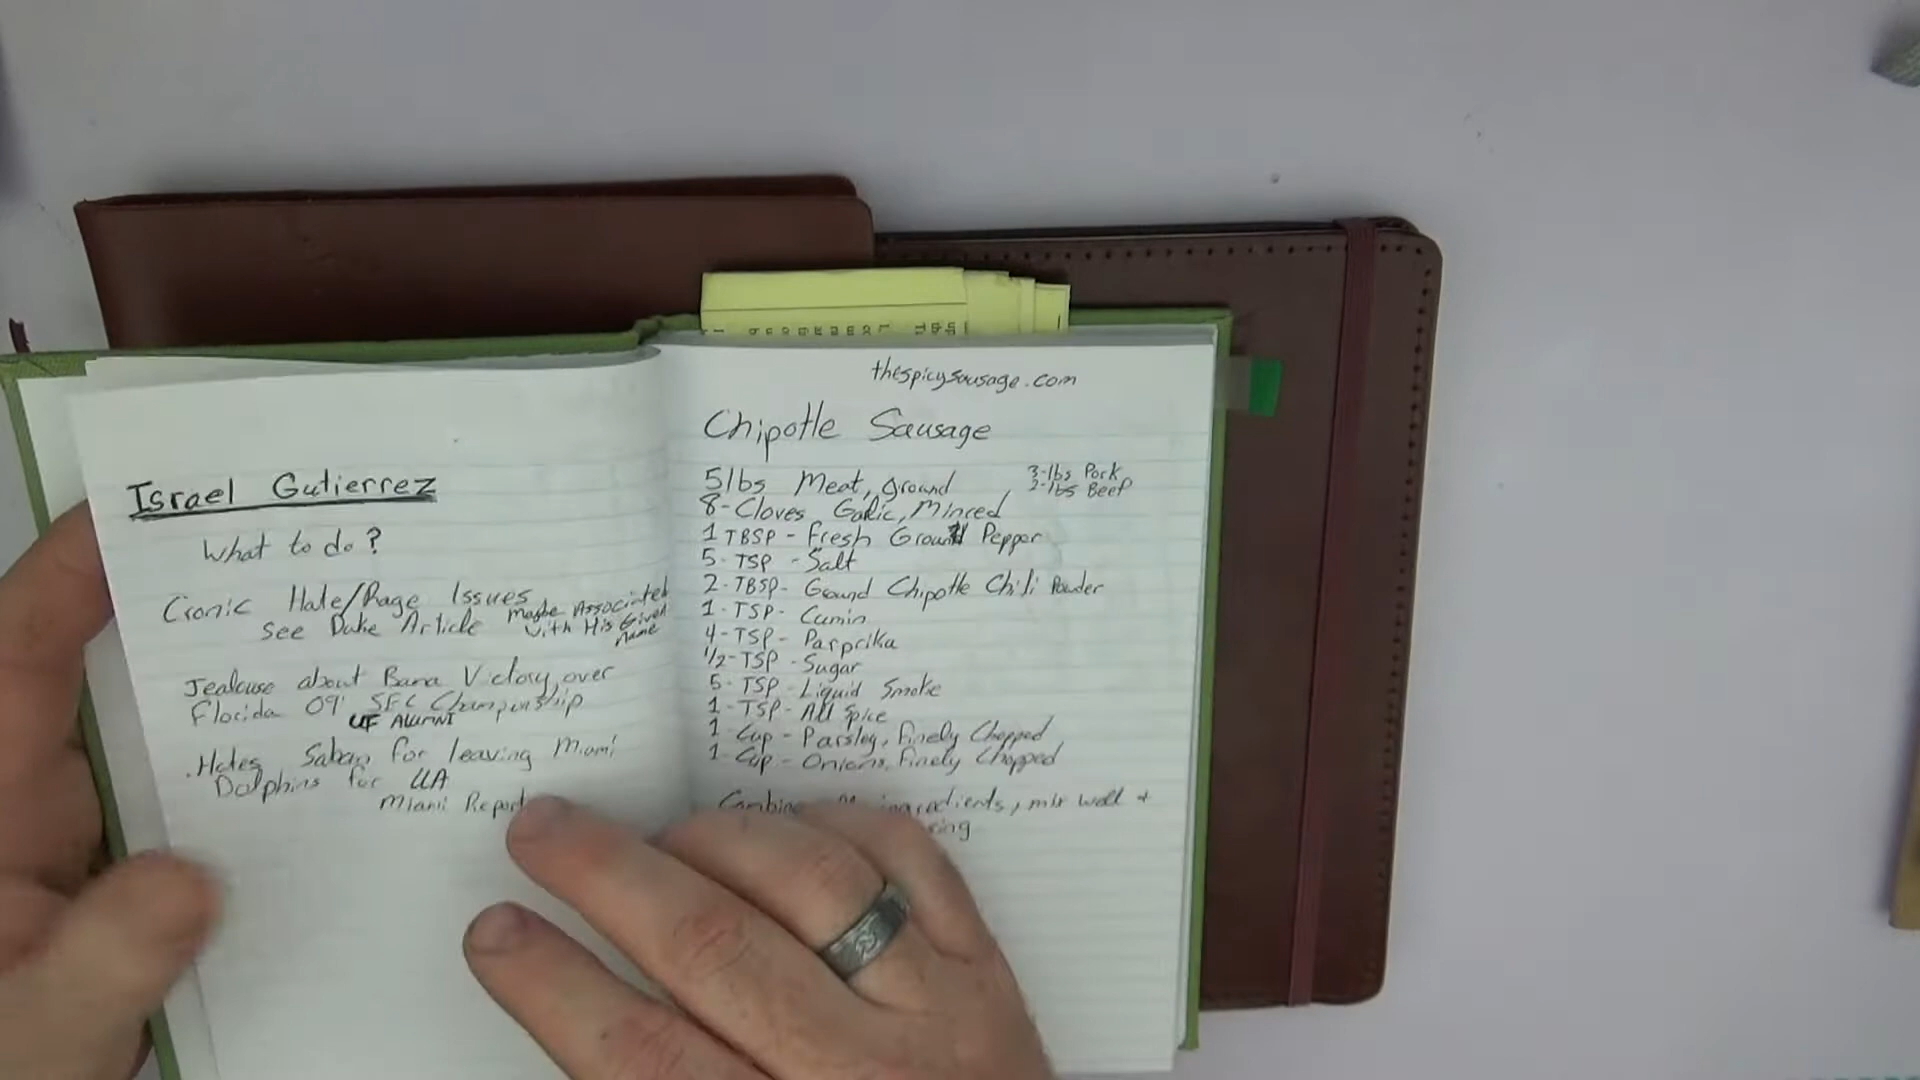 Israel Gutierrez
What to do?
Cronic Hate/Rage Issues
see Duke Article
maybe Associated
with His Given
name
Jealouse about Bama Victory over
Florida 09' SEC Championship
UF Alumni
. Hates Saban for leaving Miami
Dolphins for UA
Miami Report
thespicysausage.com
Chipotle Sausage
5lbs Meat, ground
3-lbs Pork
2-lbs Beef
8-Cloves Garlic, Minced
1 TBSP - Fresh Ground Pepper
5-TSP - Salt
2-TBSP- Ground Chipotle Chili Powder
1-TSP- Cumin
4-TSP- Parprika
1/2-TSP - Sugar
5-TSP - Liquid Smoke
1-TSP- All Spice
1-Cup - Parsley, Finely Chopped
1-Cup - Onions, Finely Chopped
Combine ingredients, mix well +